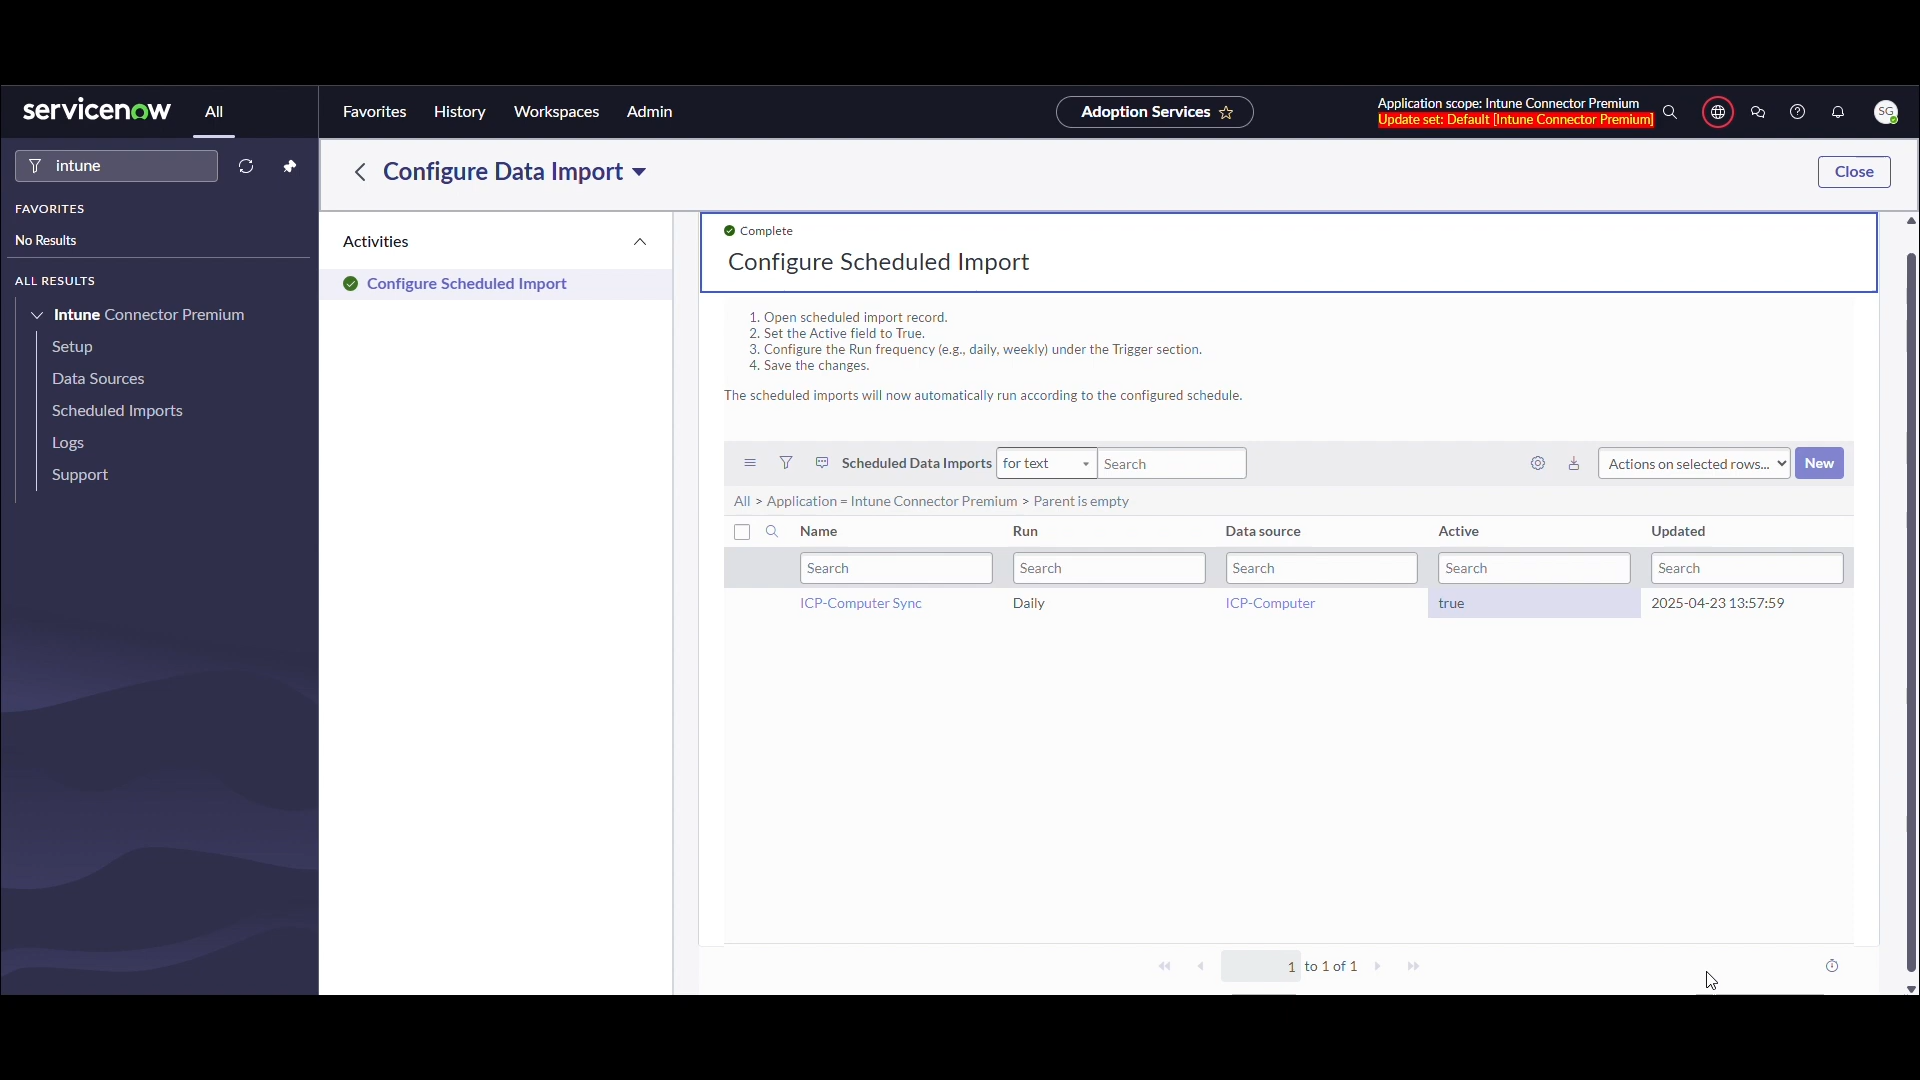 servicenow
All
Favorites
History
Workspaces
Admin
Adoption Services
Application scope: Intune Connector Premium
Update set: Default [Intune Connector Premium]
SG
intune
FAVORITES
No Results
ALL RESULTS
Intune Connector Premium
Setup
Data Sources
Scheduled Imports
Logs
Support
Configure Data Import
Close
Activities
Configure Scheduled Import
Complete
Configure Scheduled Import
1. Open scheduled import record.
2. Set the Active field to True.
3. Configure the Run frequency (e.g., daily, weekly) under the Trigger section.
4. Save the changes.
The scheduled imports will now automatically run according to the configured schedule.
Scheduled Data Imports
for text
Search
Actions on selected rows...
New
All > Application = Intune Connector Premium > Parent is empty
Name Run Data source Active Updated
Search Search Search Search Search
ICP-Computer Sync Daily ICP-Computer true 2025-04-23 13:57:59
1 to 1 of 1